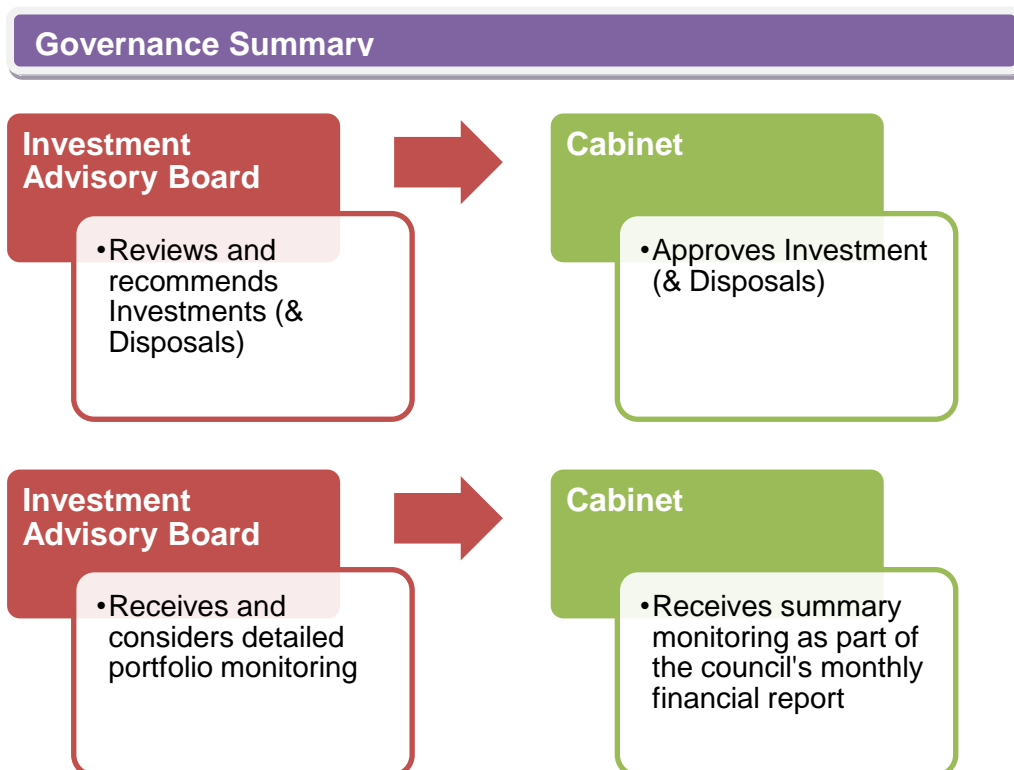 Governance Summary
Investment
Advisory Board
•Reviews and
recommends
Investments (&
Disposals)
Cabinet
•Approves Investment
(& Disposals)
Investment
Advisory Board
•Receives and
considers detailed
portfolio monitoring
Cabinet
•Receives summary
monitoring as part of
the council's monthly
financial report